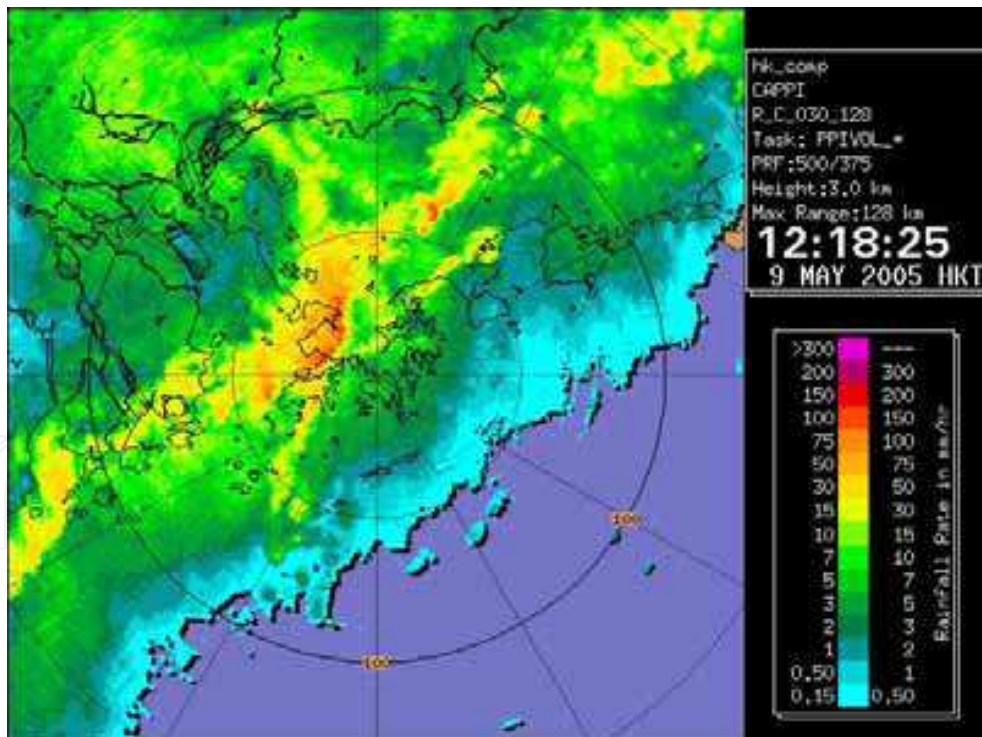 hk_comp
CAPPI
R_C_030_128
Task: PPIVOL_*
PRF:500/375
Height:3.0 km
Max Range:128 km
12:18:25
9 MAY 2005 HKT
>300 ---
200 300
150 200
100 150
75 100
50 75
30 50
15 30
10 15
7 10
5 7
3 5
2 3
1 2
0.50 1
0.15 0.50
Rainfall Rate in mm/hr
100
100